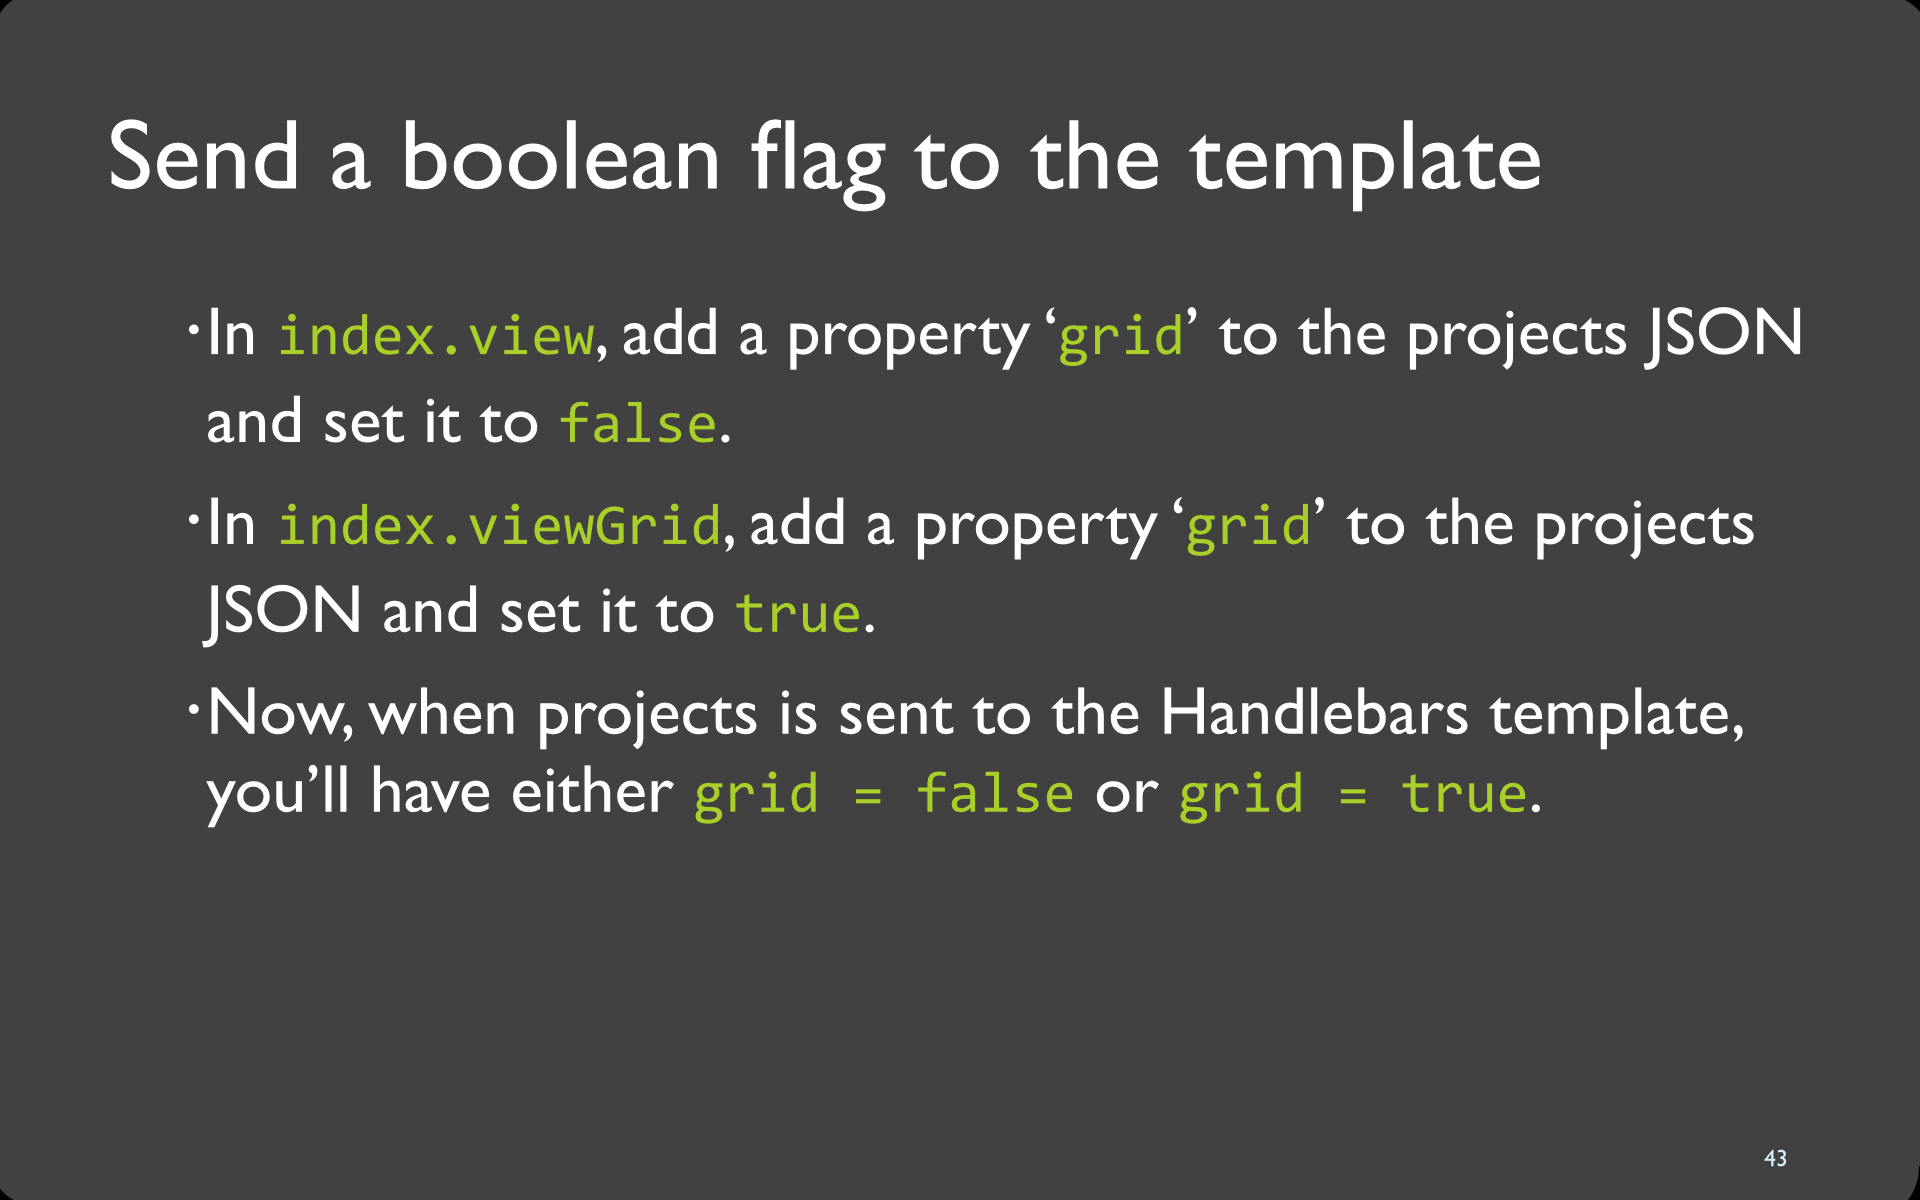 Send a boolean flag to the template
·In index.view, add a property ‘grid’ to the projects JSON
and set it to false.
·In index.viewGrid, add a property ‘grid’ to the projects
JSON and set it to true.
·Now, when projects is sent to the Handlebars template,
you’ll have either grid = false or grid = true.
43